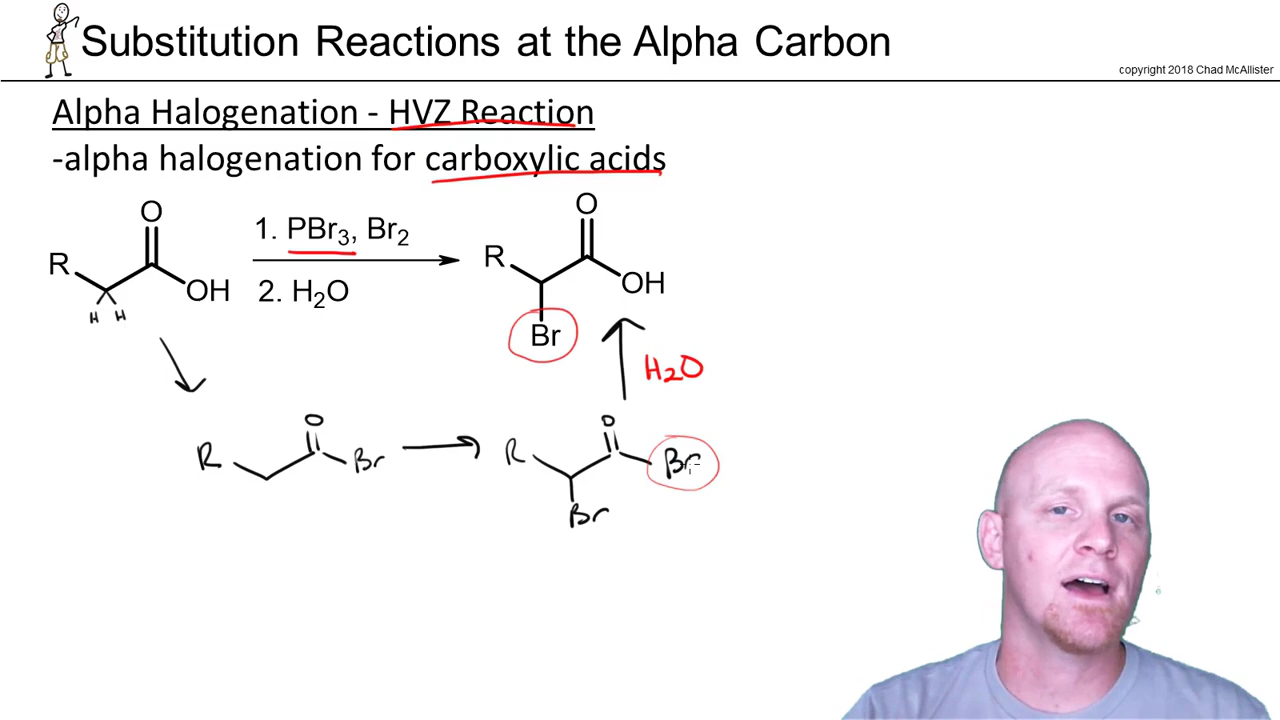 Substitution Reactions at the Alpha Carbon
copyright 2018 Chad McAllister
Alpha Halogenation - HVZ Reaction
-alpha halogenation for carboxylic acids
O
R
OH
H H
1. PBr₃, Br₂
2. H₂O
O
R
OH
Br
H₂O
R
O
Br
R
O
Br
Br